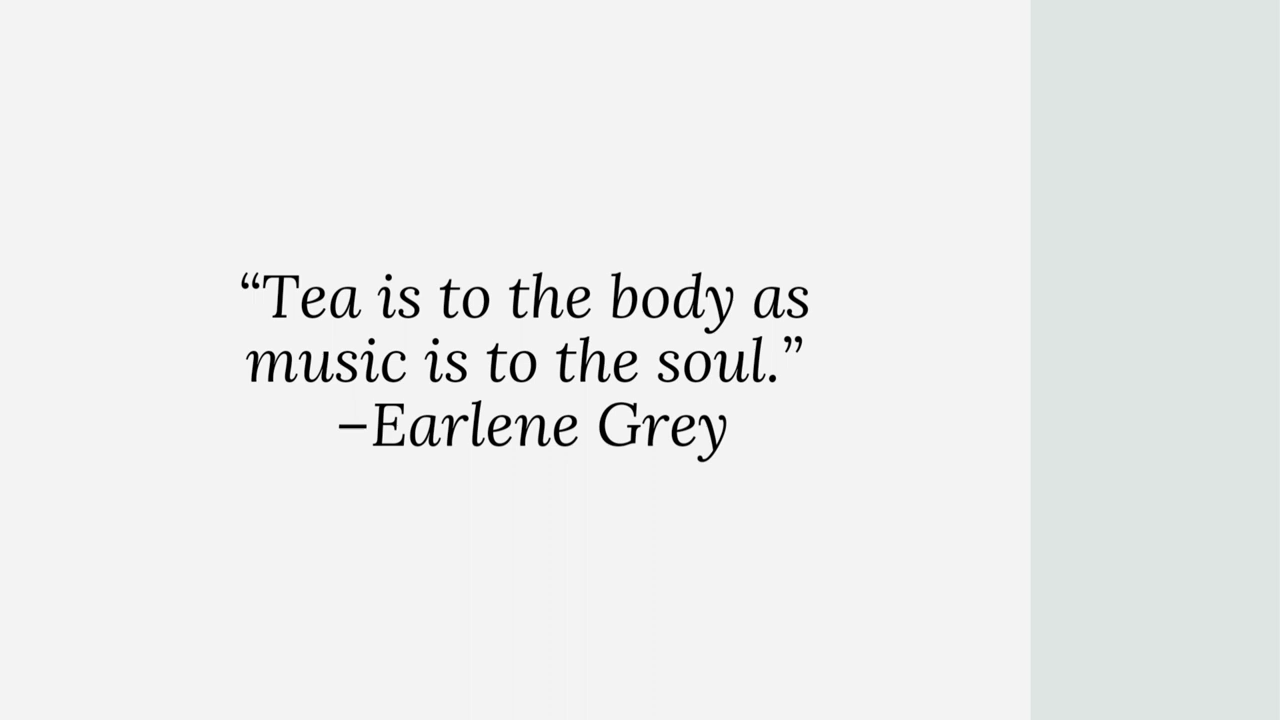 “Tea is to the body as
music is to the soul.”
–Earlene Grey